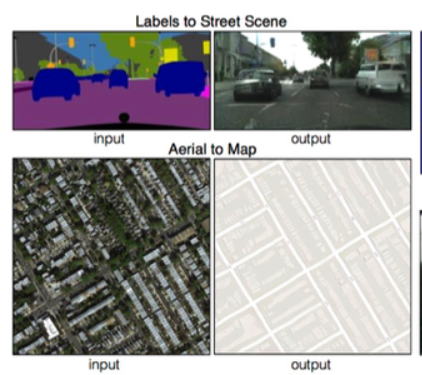 Labels to Street Scene
input
output
Aerial to Map
input
output